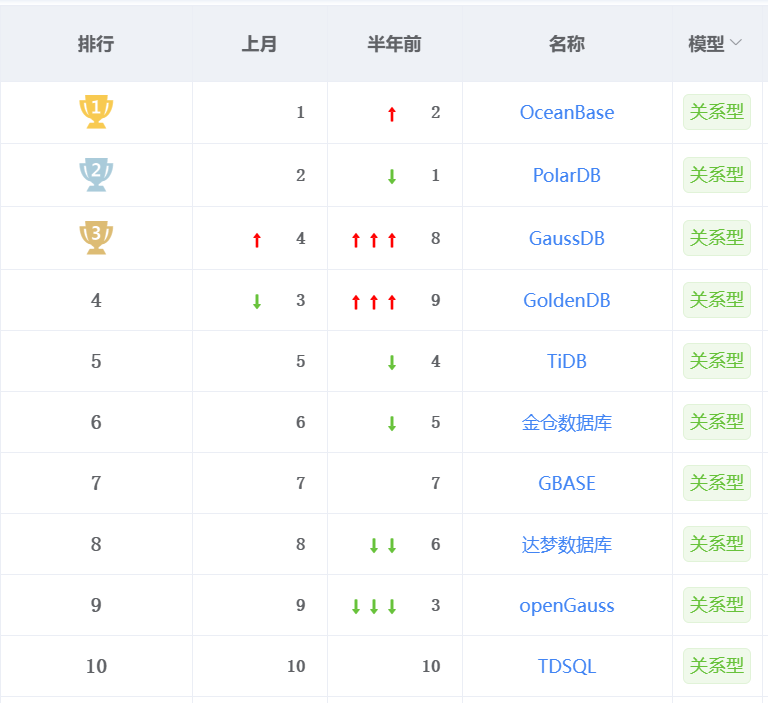 排行 上月 半年前 名称 模型
1 1 2 OceanBase 关系型
2 2 1 PolarDB 关系型
3 4 8 GaussDB 关系型
4 3 9 GoldenDB 关系型
5 5 4 TiDB 关系型
6 6 5 金仓数据库 关系型
7 7 7 GBASE 关系型
8 8 6 达梦数据库 关系型
9 9 3 openGauss 关系型
10 10 10 TDSQL 关系型